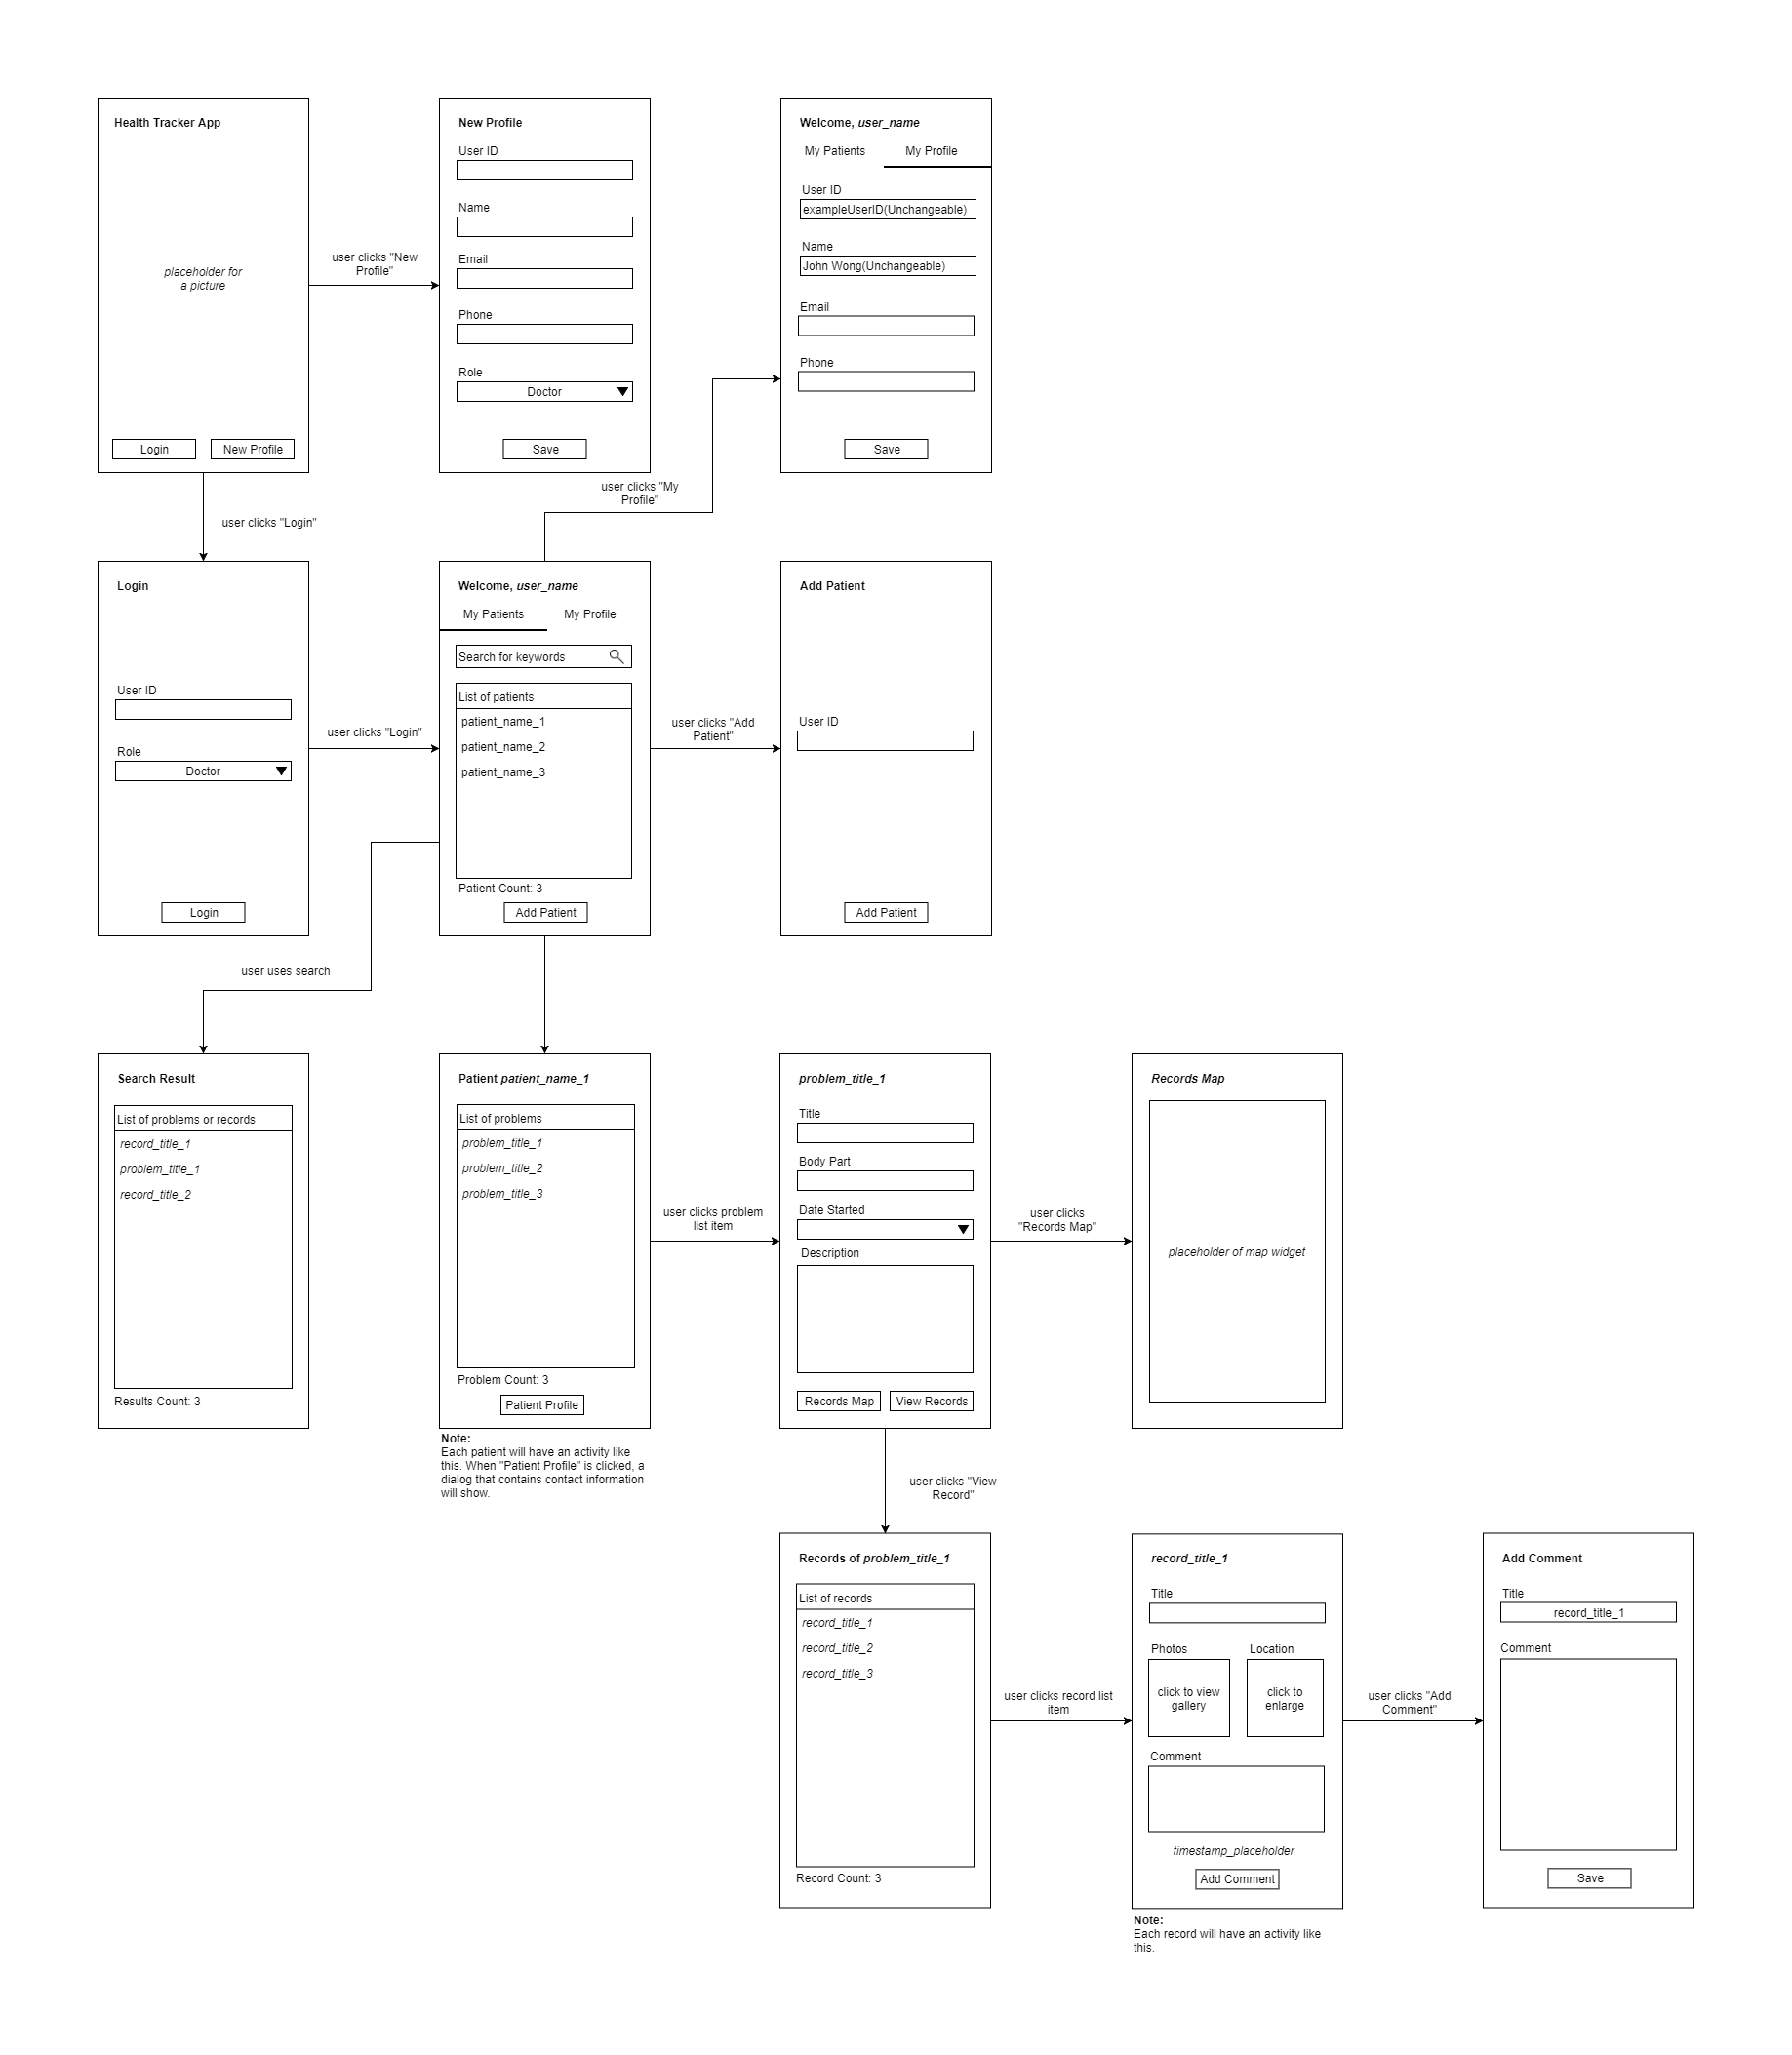 Health Tracker App
placeholder for
a picture
Login
New Profile
user clicks "New
Profile"
New Profile
User ID
Name
Email
Phone
Role
Doctor
Save
Welcome, user_name
My Patients
My Profile
User ID
exampleUserID(Unchangeable)
Name
John Wong(Unchangeable)
Email
Phone
Save
user clicks "My
Profile"
user clicks "Login"
Login
User ID
Role
Doctor
Login
user clicks "Login"
Welcome, user_name
My Patients
My Profile
Search for keywords
List of patients
patient_name_1
patient_name_2
patient_name_3
Patient Count: 3
Add Patient
user clicks "Add
Patient"
Add Patient
User ID
Add Patient
user uses search
Search Result
List of problems or records
record_title_1
problem_title_1
record_title_2
Results Count: 3
Patient patient_name_1
List of problems
problem_title_1
problem_title_2
problem_title_3
Problem Count: 3
Patient Profile
Note:
Each patient will have an activity like
this. When "Patient Profile" is clicked, a
dialog that contains contact information
will show.
user clicks problem
list item
problem_title_1
Title
Body Part
Date Started
Description
Records Map
View Records
user clicks
"Records Map"
Records Map
placeholder of map widget
user clicks "View
Record"
Records of problem_title_1
List of records
record_title_1
record_title_2
record_title_3
Record Count: 3
user clicks record list
item
record_title_1
Title
Photos
Location
click to view
gallery
click to
enlarge
Comment
timestamp_placeholder
Add Comment
Note:
Each record will have an activity like
this.
user clicks "Add
Comment"
Add Comment
Title
record_title_1
Comment
Save